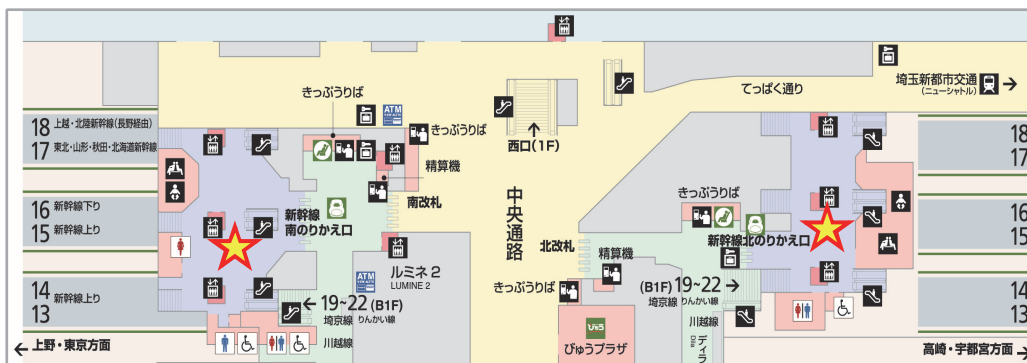 きっぷうりば
ATM
きっぷうりば
精算機
南改札
新幹線
南のりかえ口
18 上越・北陸新幹線(長野経由)
17 東北・山形・秋田・北海道新幹線
16 新幹線下り
15 新幹線上り
14 新幹線上り
13
← 上野・東京方面
ATM
ルミネ 2
LUMINE 2
← 19~22 (B1F)
埼京線 りんかい線
川越線
↑
西口(1F)
中央通路
てっぱく通り
埼玉新都市交通 →
(ニューシャトル)
きっぷうりば
新幹線北のりかえ口
北改札
精算機
きっぷうりば
(B1F) 19~22 →
埼京線 りんかい線
川越線
びゅう
びゅうプラザ
ディラ
Dila
18
17
16
15
14
13
高崎・宇都宮方面 →